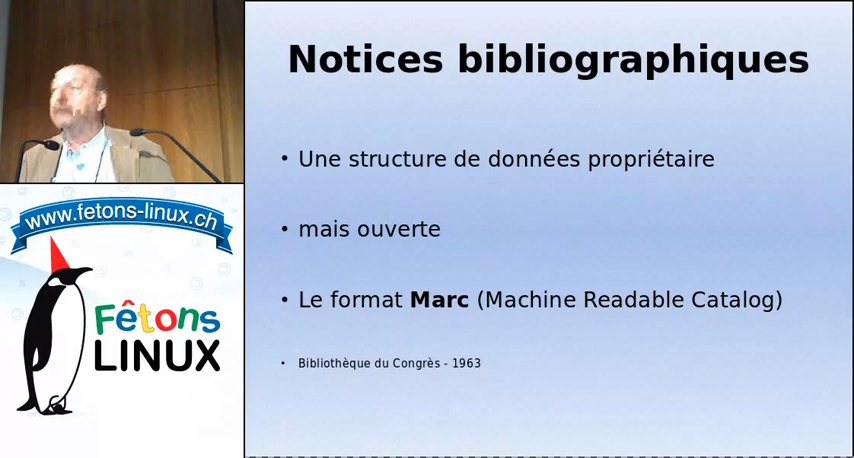 Notices bibliographiques
• Une structure de données propriétaire
• mais ouverte
• Le format Marc (Machine Readable Catalog)
• Bibliothèque du Congrès - 1963
www.fetons-linux.ch
Fêtons
LINUX